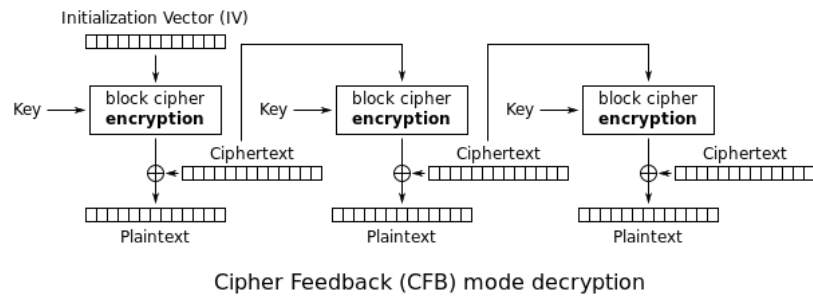 Initialization Vector (IV)
Key
block cipher
encryption
Key
block cipher
encryption
Key
block cipher
encryption
Ciphertext
Ciphertext
Ciphertext
Plaintext
Plaintext
Plaintext
Cipher Feedback (CFB) mode decryption